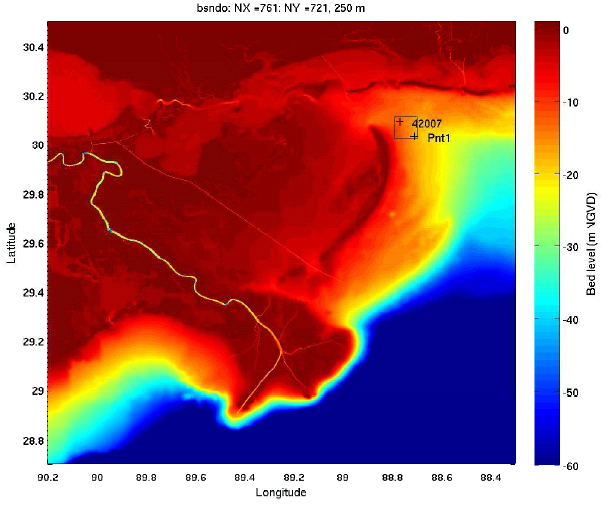 bsndo: NX =761: NY =721, 250 m
30.4
30.2
30
29.8
29.6
29.4
29.2
29
28.8
Latitude
90.2 90 89.8 89.6 89.4 89.2 89 88.8 88.6 88.4
Longitude
42007
Pnt1
0
-10
-20
-30
-40
-50
-60
Bed level (m NGVD)